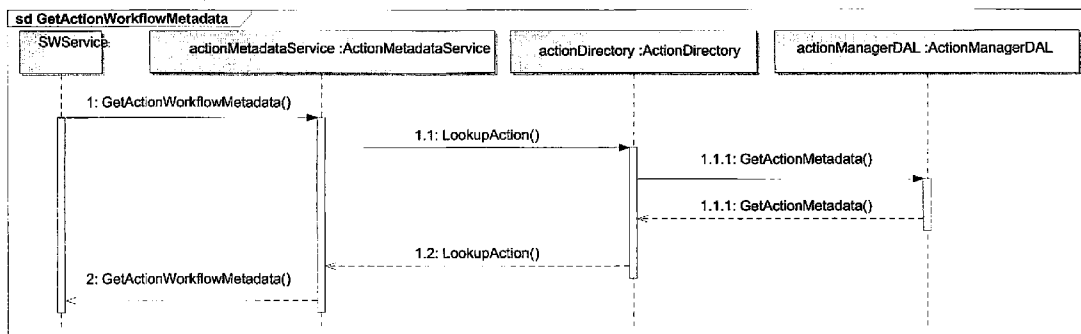 sd GetActionWorkflowMetadata
SWService
actionMetadataService :ActionMetadataService
actionDirectory :ActionDirectory
actionManagerDAL :ActionManagerDAL
1: GetActionWorkflowMetadata()
1.1: LookupAction()
1.1.1: GetActionMetadata()
1.1.1: GetActionMetadata()
1.2: LookupAction()
2: GetActionWorkflowMetadata()